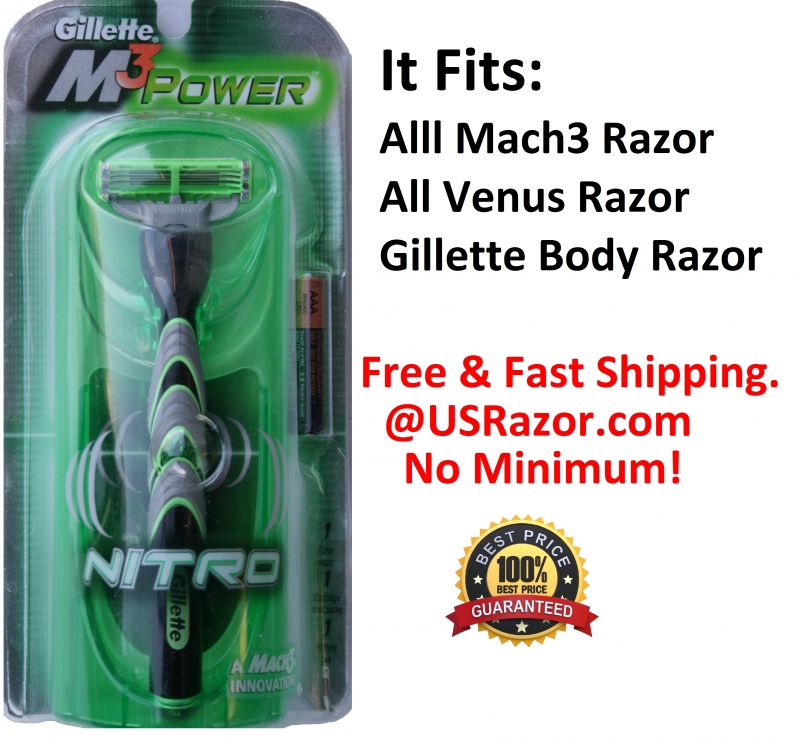 Gillette®
M3 POWER™
AAA
NITRO
Gillette
A MACH3
INNOVATION
It Fits:
Alll Mach3 Razor
All Venus Razor
Gillette Body Razor
Free & Fast Shipping.
@USRazor.com
No Minimum!
BEST PRICE
100%
BEST PRICE
GUARANTEED